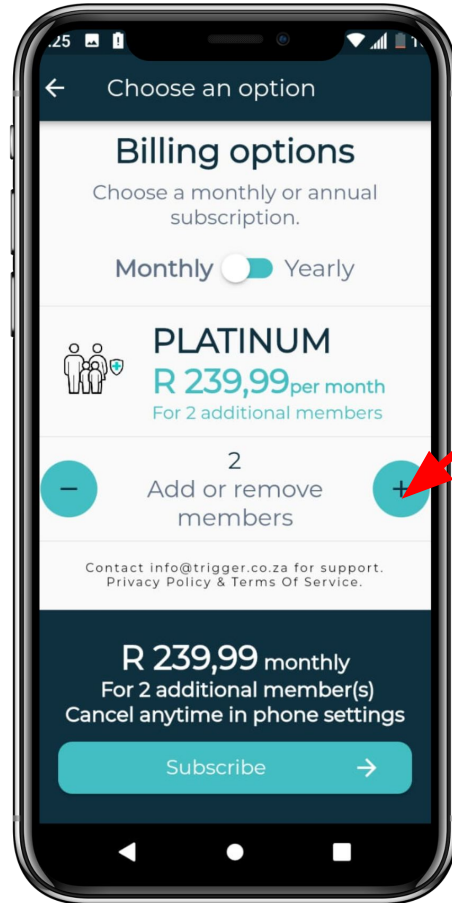 Choose an option
Billing options
Choose a monthly or annual
subscription.
Monthly Yearly
PLATINUM
R 239,99 per month
For 2 additional members
2
− Add or remove +
members
Contact info@trigger.co.za for support.
Privacy Policy & Terms Of Service.
R 239,99 monthly
For 2 additional member(s)
Cancel anytime in phone settings
Subscribe →